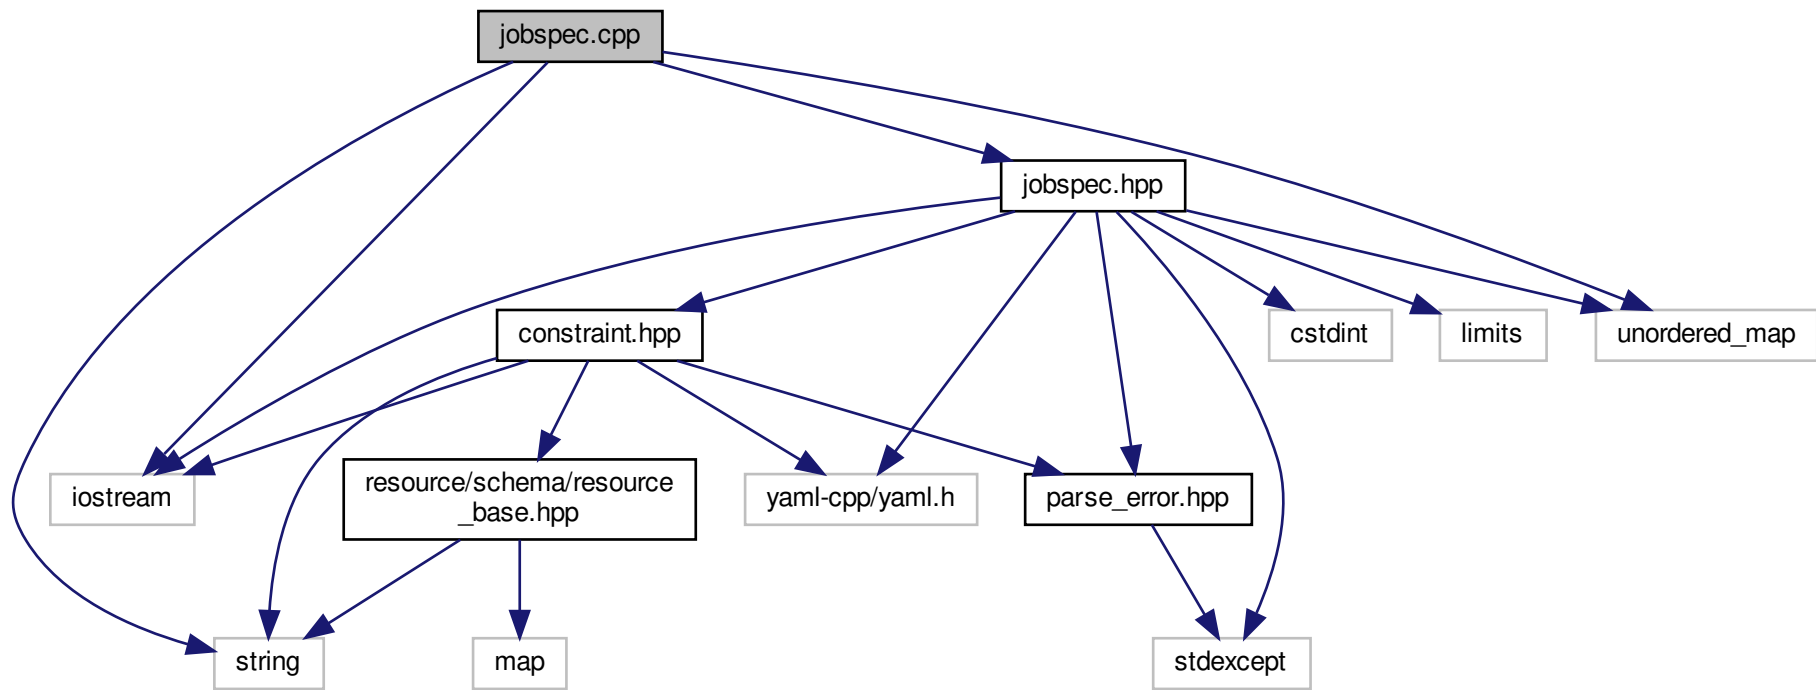 jobspec.cpp
jobspec.hpp
constraint.hpp
cstdint
limits
unordered_map
iostream
resource/schema/resource
_base.hpp
yaml-cpp/yaml.h
parse_error.hpp
string
map
stdexcept